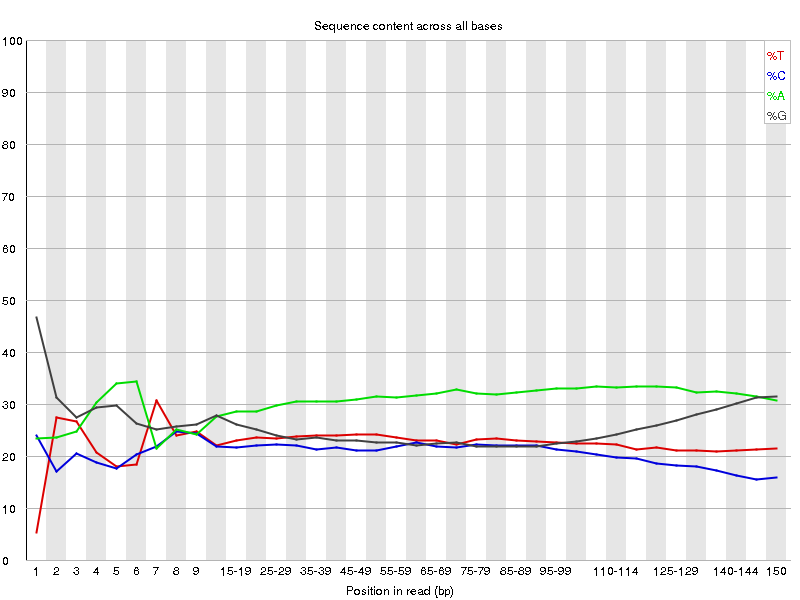 Sequence content across all bases
100
90
80
70
60
50
40
30
20
10
0
%T
%C
%A
%G
1 2 3 4 5 6 7 8 9 15-19 25-29 35-39 45-49 55-59 65-69 75-79 85-89 95-99 110-114 125-129 140-144 150
Position in read (bp)